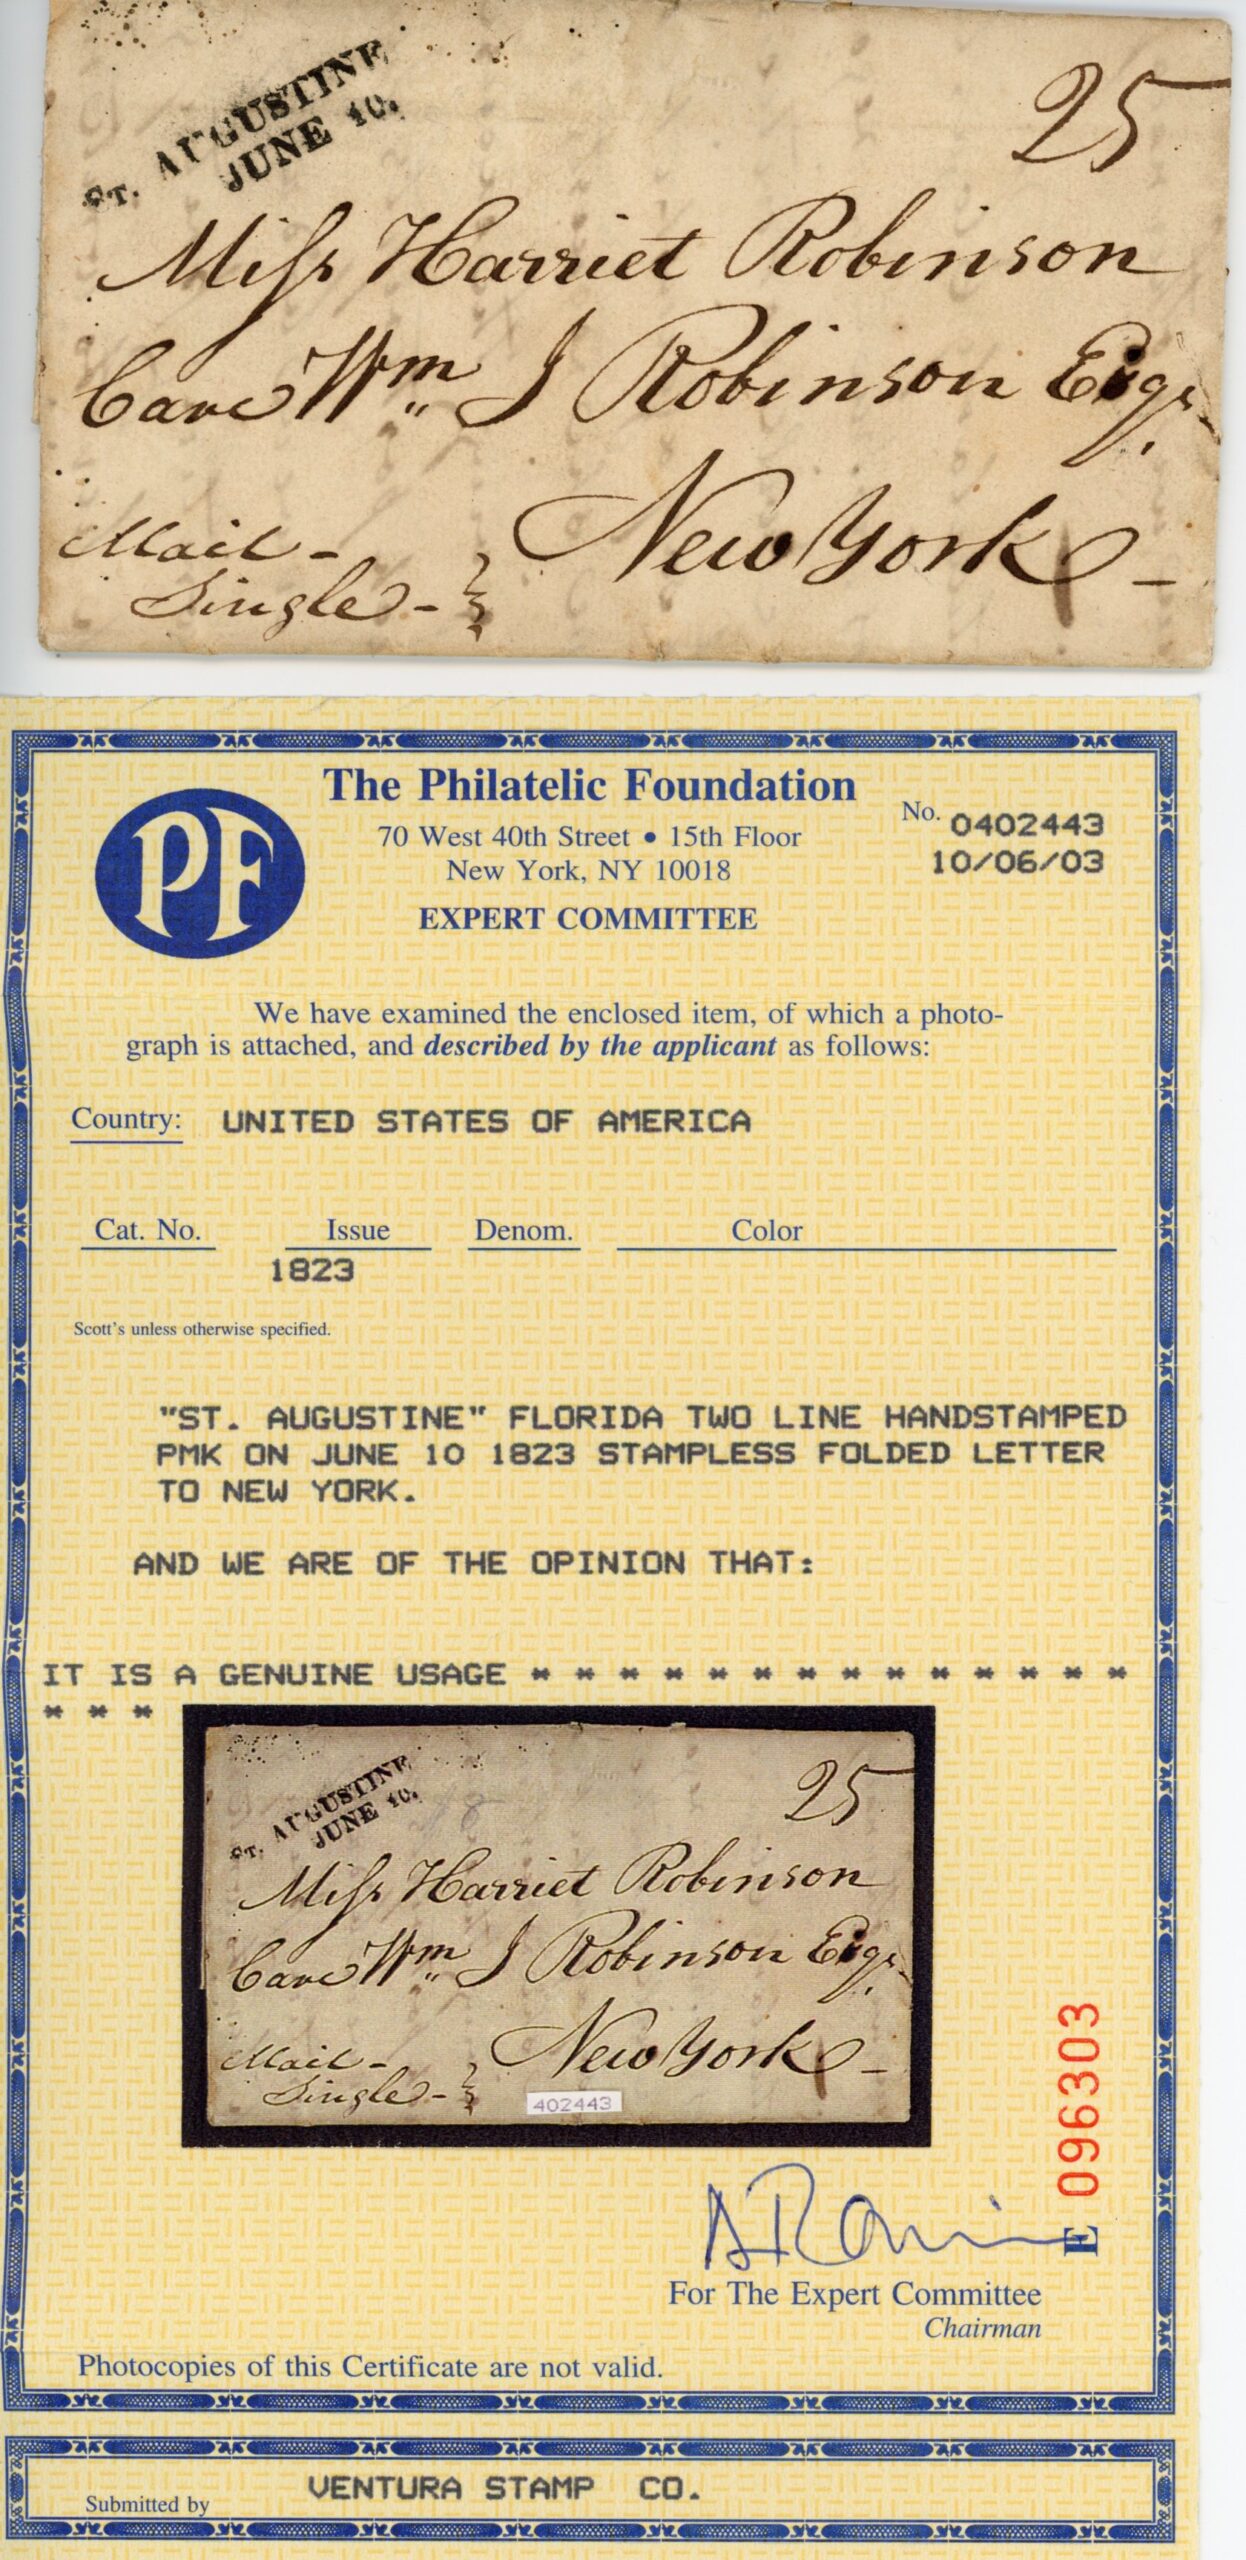 ST. AUGUSTINE
JUNE 10.
25
Miss Harriet Robinson
Care Wm J Robinson Esqr.
New York -
Mail -
Single -
PF
The Philatelic Foundation
70 West 40th Street • 15th Floor
New York, NY 10018
EXPERT COMMITTEE
No. 0402443
10/06/03
We have examined the enclosed item, of which a photo-
graph is attached, and described by the applicant as follows:
Country: UNITED STATES OF AMERICA
Cat. No. Issue Denom. Color
1823
Scott's unless otherwise specified.
"ST. AUGUSTINE" FLORIDA TWO LINE HANDSTAMPED
PMK ON JUNE 10 1823 STAMPLESS FOLDED LETTER
TO NEW YORK.
AND WE ARE OF THE OPINION THAT:
IT IS A GENUINE USAGE * * * * * * * * * * * * * *
* * *
ST. AUGUSTINE
JUNE 10.
25
Miss Harriet Robinson
Care Wm J Robinson Esqr.
New York -
Mail -
Single -
402443
E 096303
For The Expert Committee
Chairman
Photocopies of this Certificate are not valid.
Submitted by VENTURA STAMP CO.